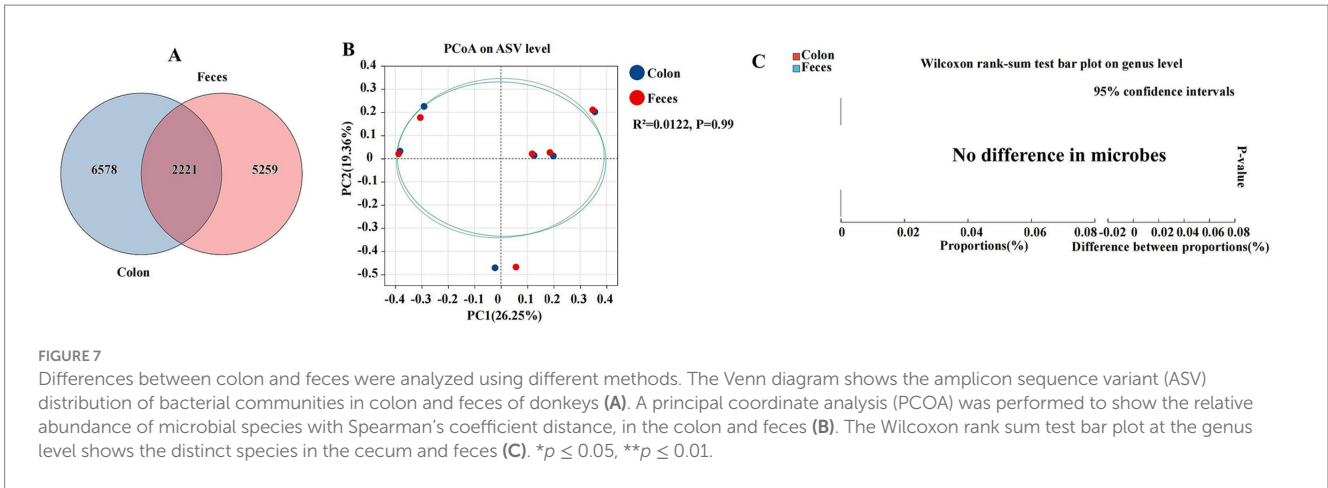 A
Feces
6578
2221
5259
Colon
B
PCoA on ASV level
0.4
0.3
0.2
0.1
0
-0.1
-0.2
-0.3
-0.4
-0.5
PC2(19.36%)
-0.4 -0.3 -0.2 -0.1 0 0.1 0.2 0.3 0.4
PC1(26.25%)
Colon
Feces
R²=0.0122, P=0.99
C
Colon
Feces
Wilcoxon rank-sum test bar plot on genus level
95% confidence intervals
No difference in microbes
P-value
0 0.02 0.04 0.06 0.08
Proportions(%)
-0.02 0 0.02 0.04 0.06 0.08
Difference between proportions(%)
FIGURE 7
Differences between colon and feces were analyzed using different methods. The Venn diagram shows the amplicon sequence variant (ASV)
distribution of bacterial communities in colon and feces of donkeys (A). A principal coordinate analysis (PCOA) was performed to show the relative
abundance of microbial species with Spearman's coefficient distance, in the colon and feces (B). The Wilcoxon rank sum test bar plot at the genus
level shows the distinct species in the cecum and feces (C). *p ≤ 0.05, **p ≤ 0.01.